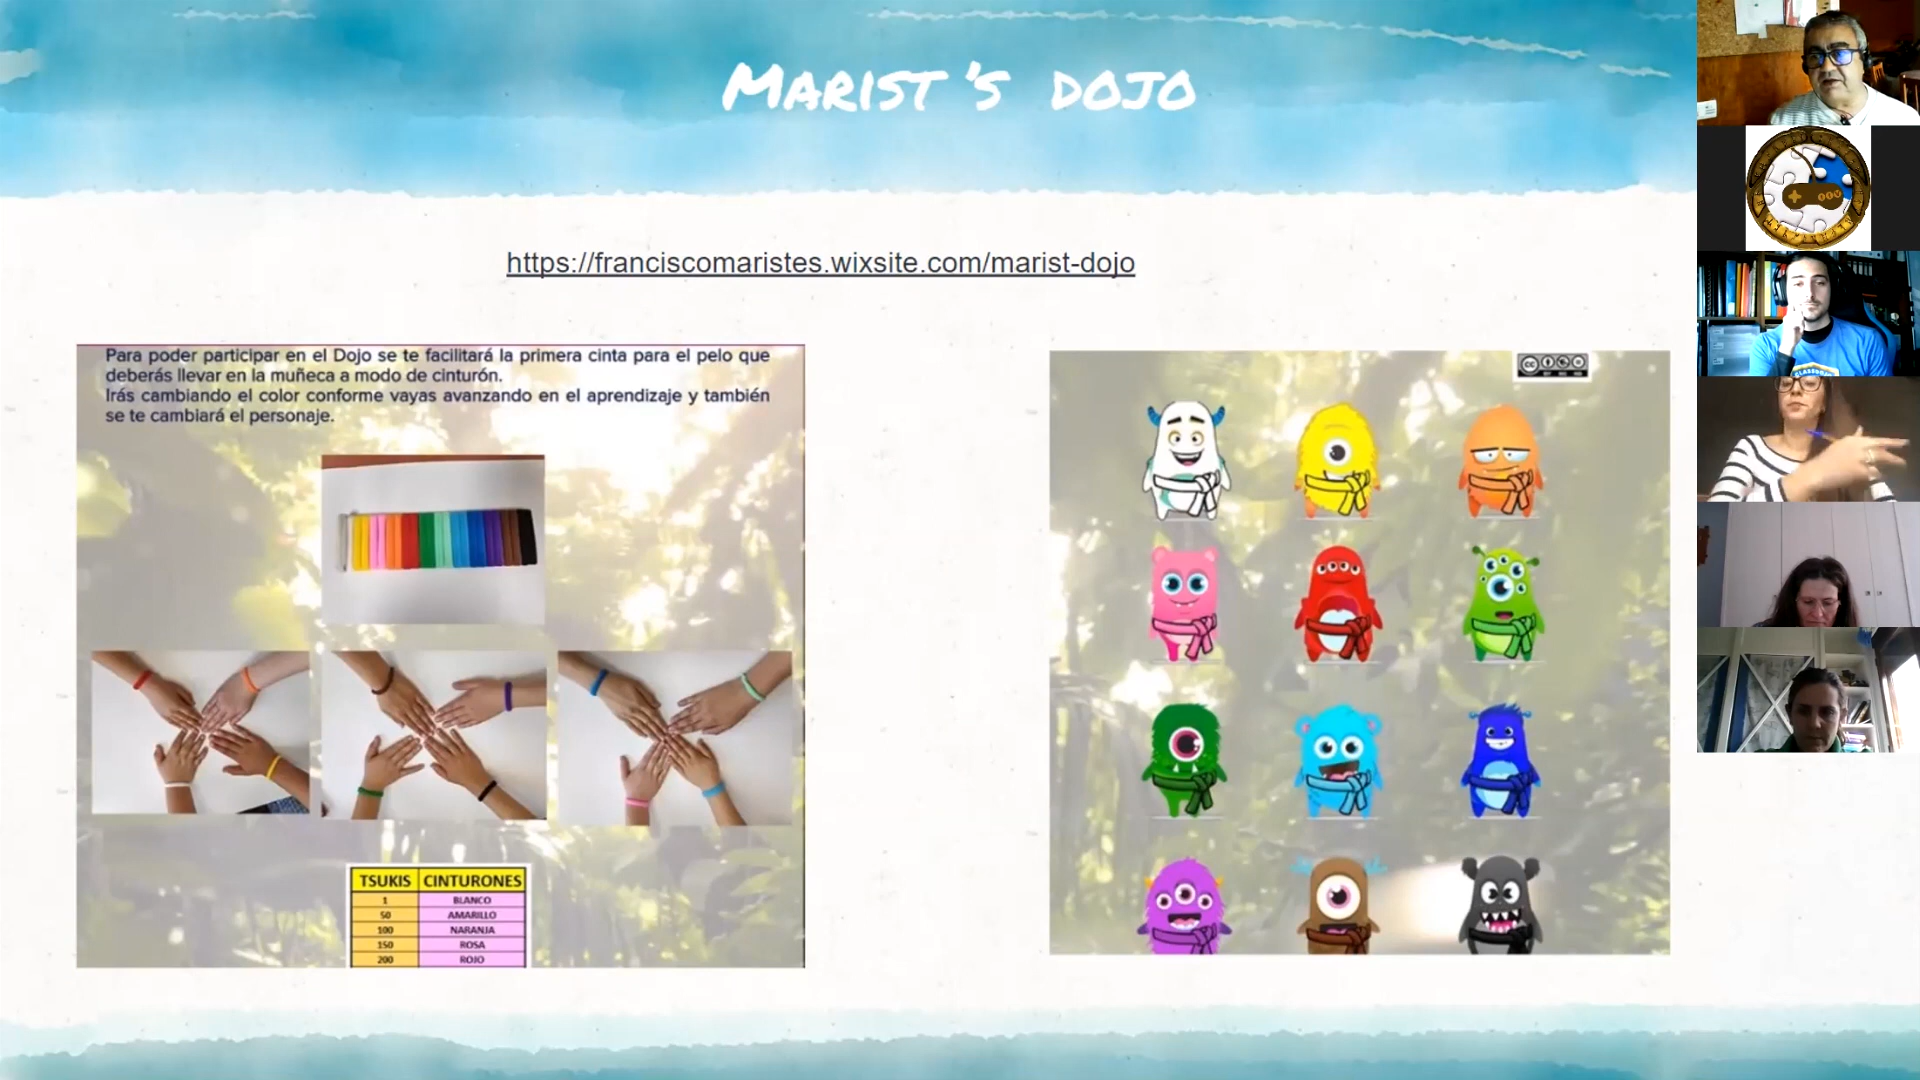 MARIST 'S DOJO
https://franciscomaristes.wixsite.com/marist-dojo
Para poder participar en el Dojo se te facilitará la primera cinta para el pelo que
deberás llevar en la muñeca a modo de cinturón.
Irás cambiando el color conforme vayas avanzando en el aprendizaje y también
se te cambiará el personaje.
TSUKIS CINTURONES
1 BLANCO
50 AMARILLO
100 NARANJA
150 ROSA
200 ROJO
cc